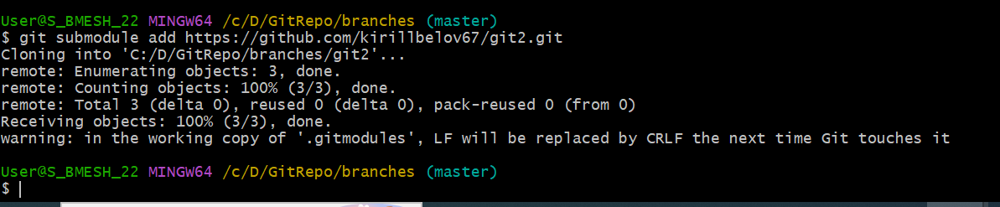 User@S_BMESH_22 MINGW64 /c/D/GitRepo/branches (master)
$ git submodule add https://github.com/kirillbelov67/git2.git
Cloning into 'C:/D/GitRepo/branches/git2'...
remote: Enumerating objects: 3, done.
remote: Counting objects: 100% (3/3), done.
remote: Total 3 (delta 0), reused 0 (delta 0), pack-reused 0 (from 0)
Receiving objects: 100% (3/3), done.
warning: in the working copy of '.gitmodules', LF will be replaced by CRLF the next time Git touches it
User@S_BMESH_22 MINGW64 /c/D/GitRepo/branches (master)
$